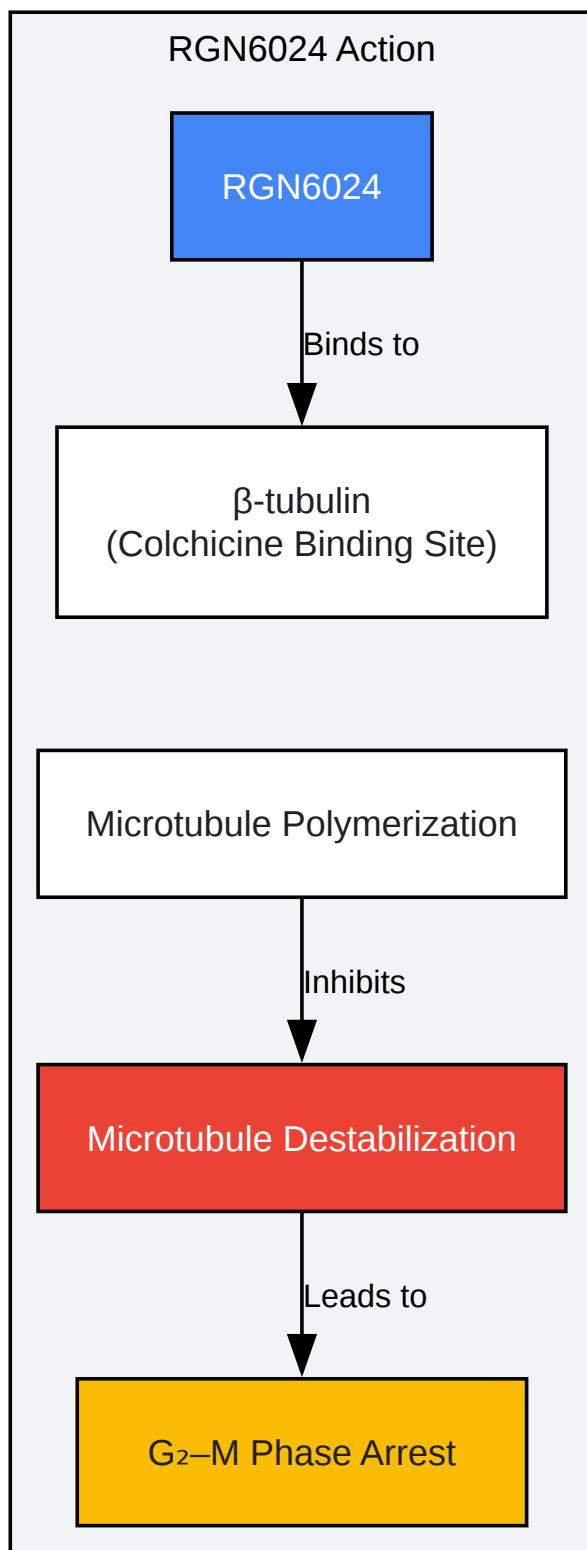 RGN6024 Action
RGN6024
Binds to
β-tubulin
(Colchicine Binding Site)
Microtubule Polymerization
Inhibits
Microtubule Destabilization
Leads to
G₂–M Phase Arrest